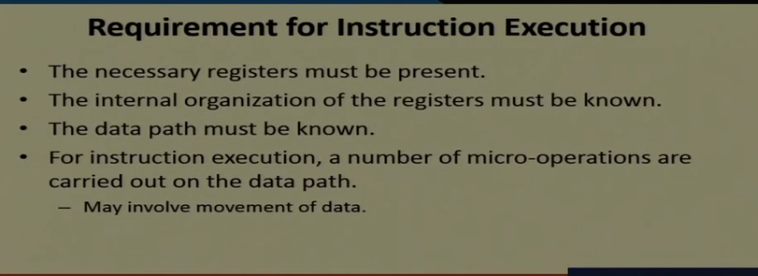 Requirement for Instruction Execution
• The necessary registers must be present.
• The internal organization of the registers must be known.
• The data path must be known.
• For instruction execution, a number of micro-operations are
carried out on the data path.
– May involve movement of data.